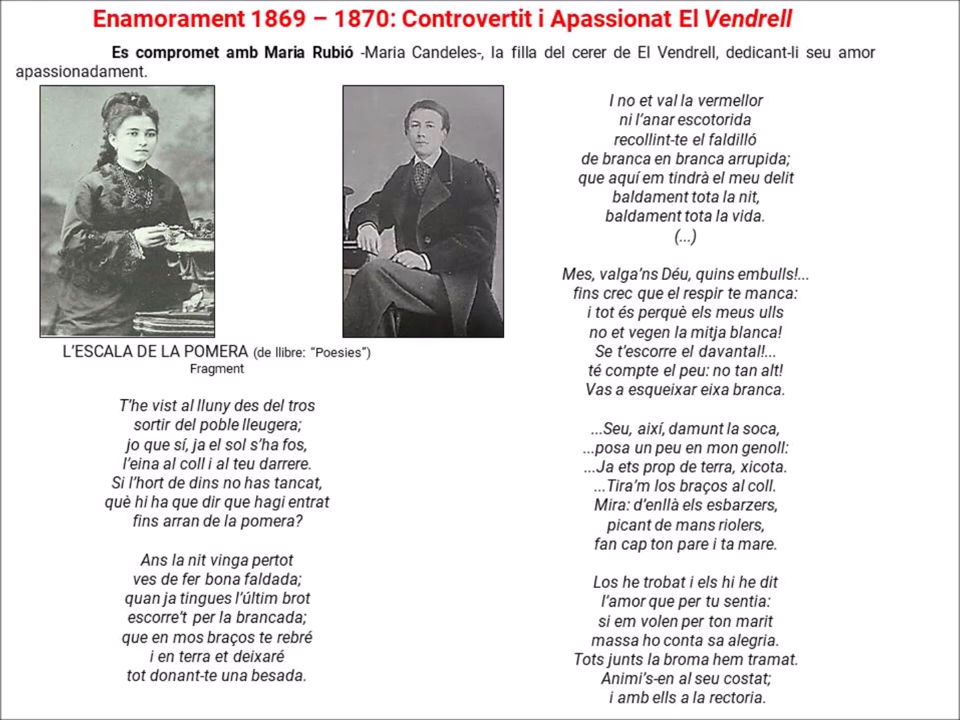 Enamorament 1869 – 1870: Controvertit i Apassionat El Vendrell
Es compromet amb Maria Rubió -Maria Candeles-, la filla del cerer de El Vendrell, dedicant-li seu amor
apassionadament.
L'ESCALA DE LA POMERA (de llibre: “Poesies”)
Fragment
T'he vist al lluny des del tros
sortir del poble lleugera;
jo que sí, ja el sol s'ha fos,
l'eina al coll i al teu darrere.
Si l'hort de dins no has tancat,
què hi ha que dir que hagi entrat
fins arran de la pomera?
Ans la nit vinga pertot
ves de fer bona faldada;
quan ja tingues l'últim brot
escorre't per la brancada;
que en mos braços te rebré
i en terra et deixaré
tot donant-te una besada.
I no et val la vermellor
ni l'anar escotorida
recollint-te el faldilló
de branca en branca arrupida;
que aquí em tindrà el meu delit
baldament tota la nit,
baldament tota la vida.
(...)
Mes, valga'ns Déu, quins embulls!...
fins crec que el respir te manca:
i tot és perquè els meus ulls
no et vegen la mitja blanca!
Se t'escorre el davantal!...
té compte el peu: no tan alt!
Vas a esqueixar eixa branca.
...Seu, així, damunt la soca,
...posa un peu en mon genoll:
...Ja ets prop de terra, xicota.
...Tira'm los braços al coll.
Mira: d'enllà els esbarzers,
picant de mans riolers,
fan cap ton pare i ta mare.
Los he trobat i els hi he dit
l'amor que per tu sentia:
si em volen per ton marit
massa ho conta sa alegria.
Tots junts la broma hem tramat.
Animi's-en al seu costat;
i amb ells a la rectoria.